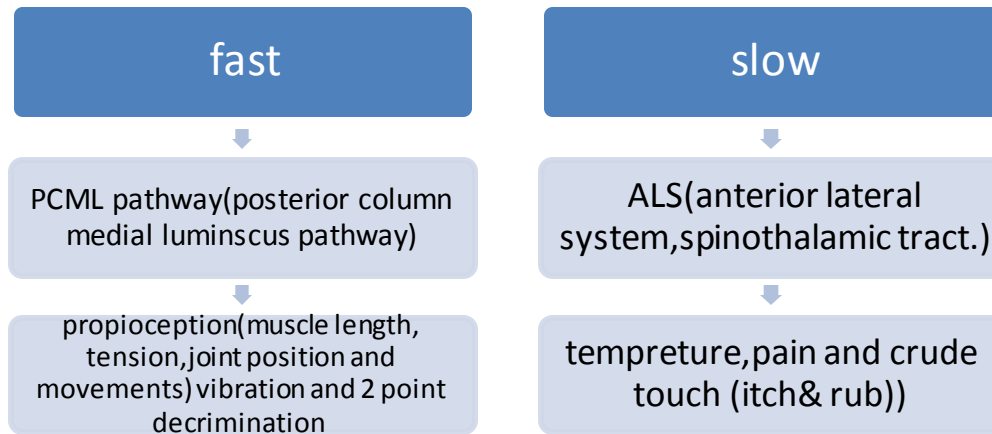 fast
PCML pathway(posterior column
medial luminscus pathway)
propioception(muscle length,
tension,joint position and
movements) vibration and 2 point
decrimination
slow
ALS(anterior lateral
system,spinothalamic tract.)
tempreture,pain and crude
touch (itch& rub))